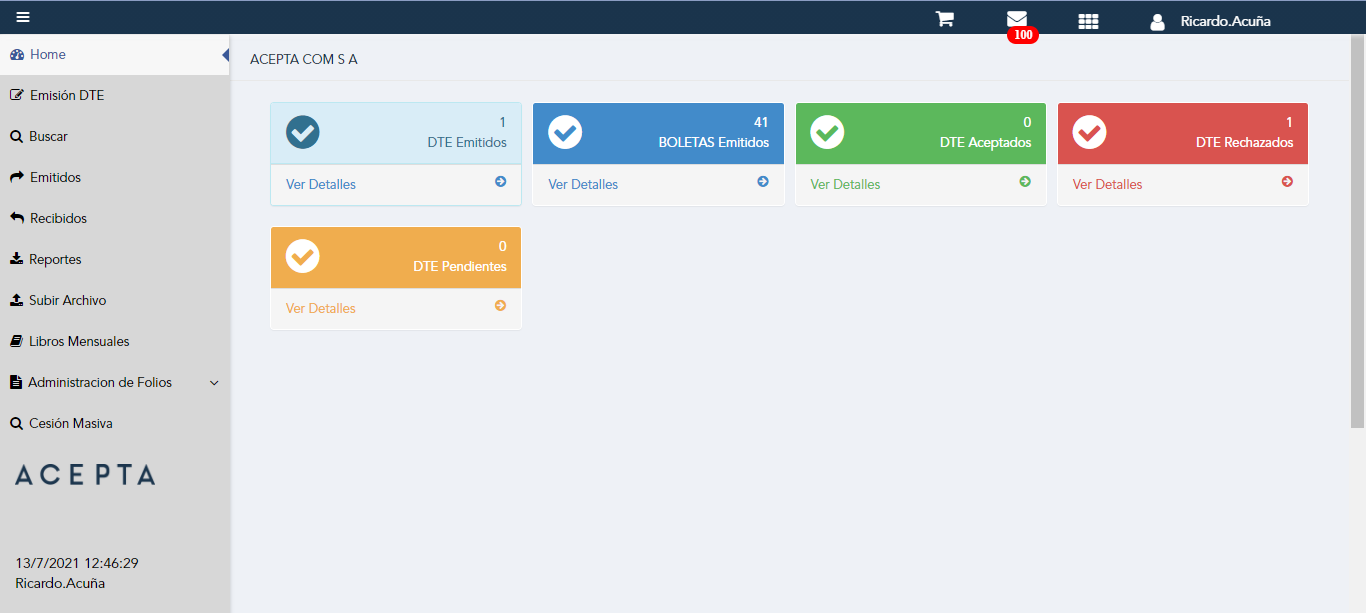 Ricardo.Acuña
100
Home
Emisión DTE
Buscar
Emitidos
Recibidos
Reportes
Subir Archivo
Libros Mensuales
Administracion de Folios
Cesión Masiva
ACEPTA
13/7/2021 12:46:29
Ricardo.Acuña
ACEPTA COM S A
1
DTE Emitidos
Ver Detalles
41
BOLETAS Emitidos
Ver Detalles
0
DTE Aceptados
Ver Detalles
1
DTE Rechazados
Ver Detalles
0
DTE Pendientes
Ver Detalles